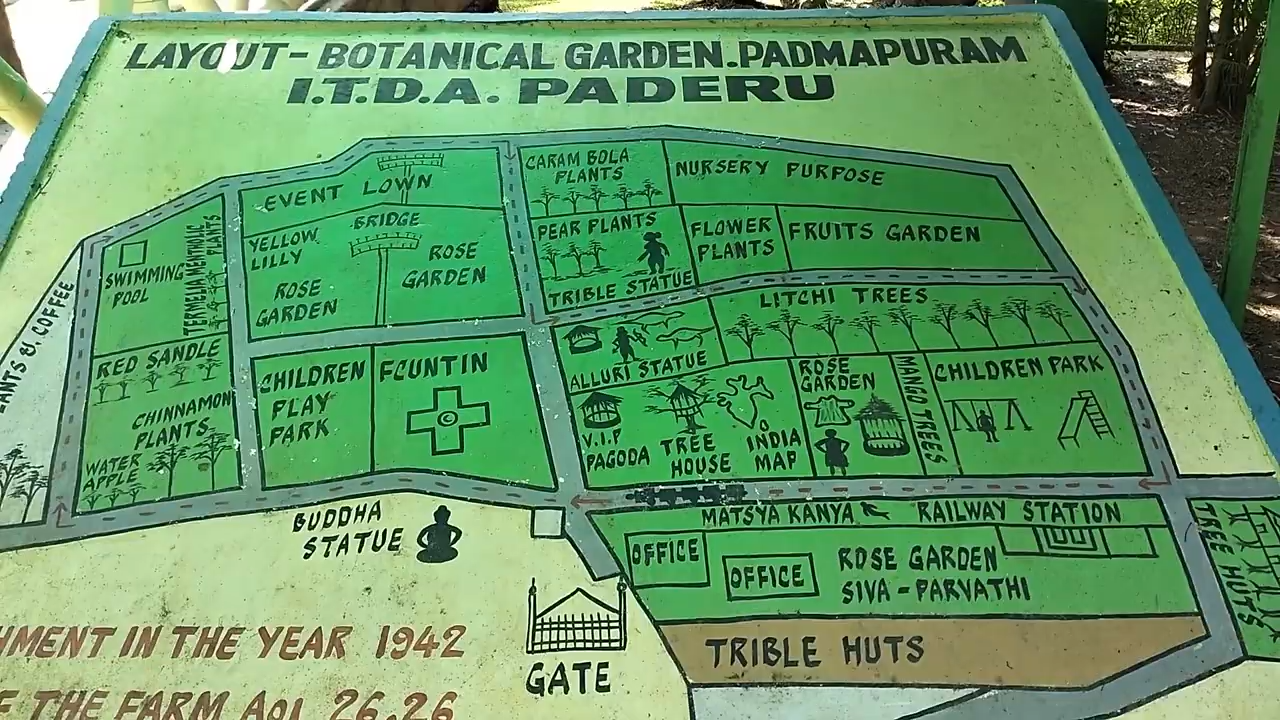 LAYOUT - BOTANICAL GARDEN. PADMAPURAM
I.T.D.A. PADERU
EVENT LOWN
CARAM BOLA
PLANTS
NURSERY PURPOSE
SWIMMING
POOL
PLANTS
YELLOW
LILLY
BRIDGE
ROSE
GARDEN
ROSE
GARDEN
PEAR PLANTS
TRIBLE STATUE
FLOWER
PLANTS
FRUITS GARDEN
& COFFEE
RED SANDLE
CHINNAMON
PLANTS
WATER
APPLE
CHILDREN
PLAY
PARK
FCUNTIN
ALLURI STATUE
LITCHI TREES
V.I.P
PAGODA
TREE
HOUSE
INDIA
MAP
ROSE
GARDEN
MANGO TREES
CHILDREN PARK
BUDDHA
STATUE
MATSYA KANYA
RAILWAY STATION
OFFICE
OFFICE
ROSE GARDEN
SIVA - PARVATHI
TREE HUTS
GATE
TRIBLE HUTS
HMENT IN THE YEAR 1942
THE FARM
26.26